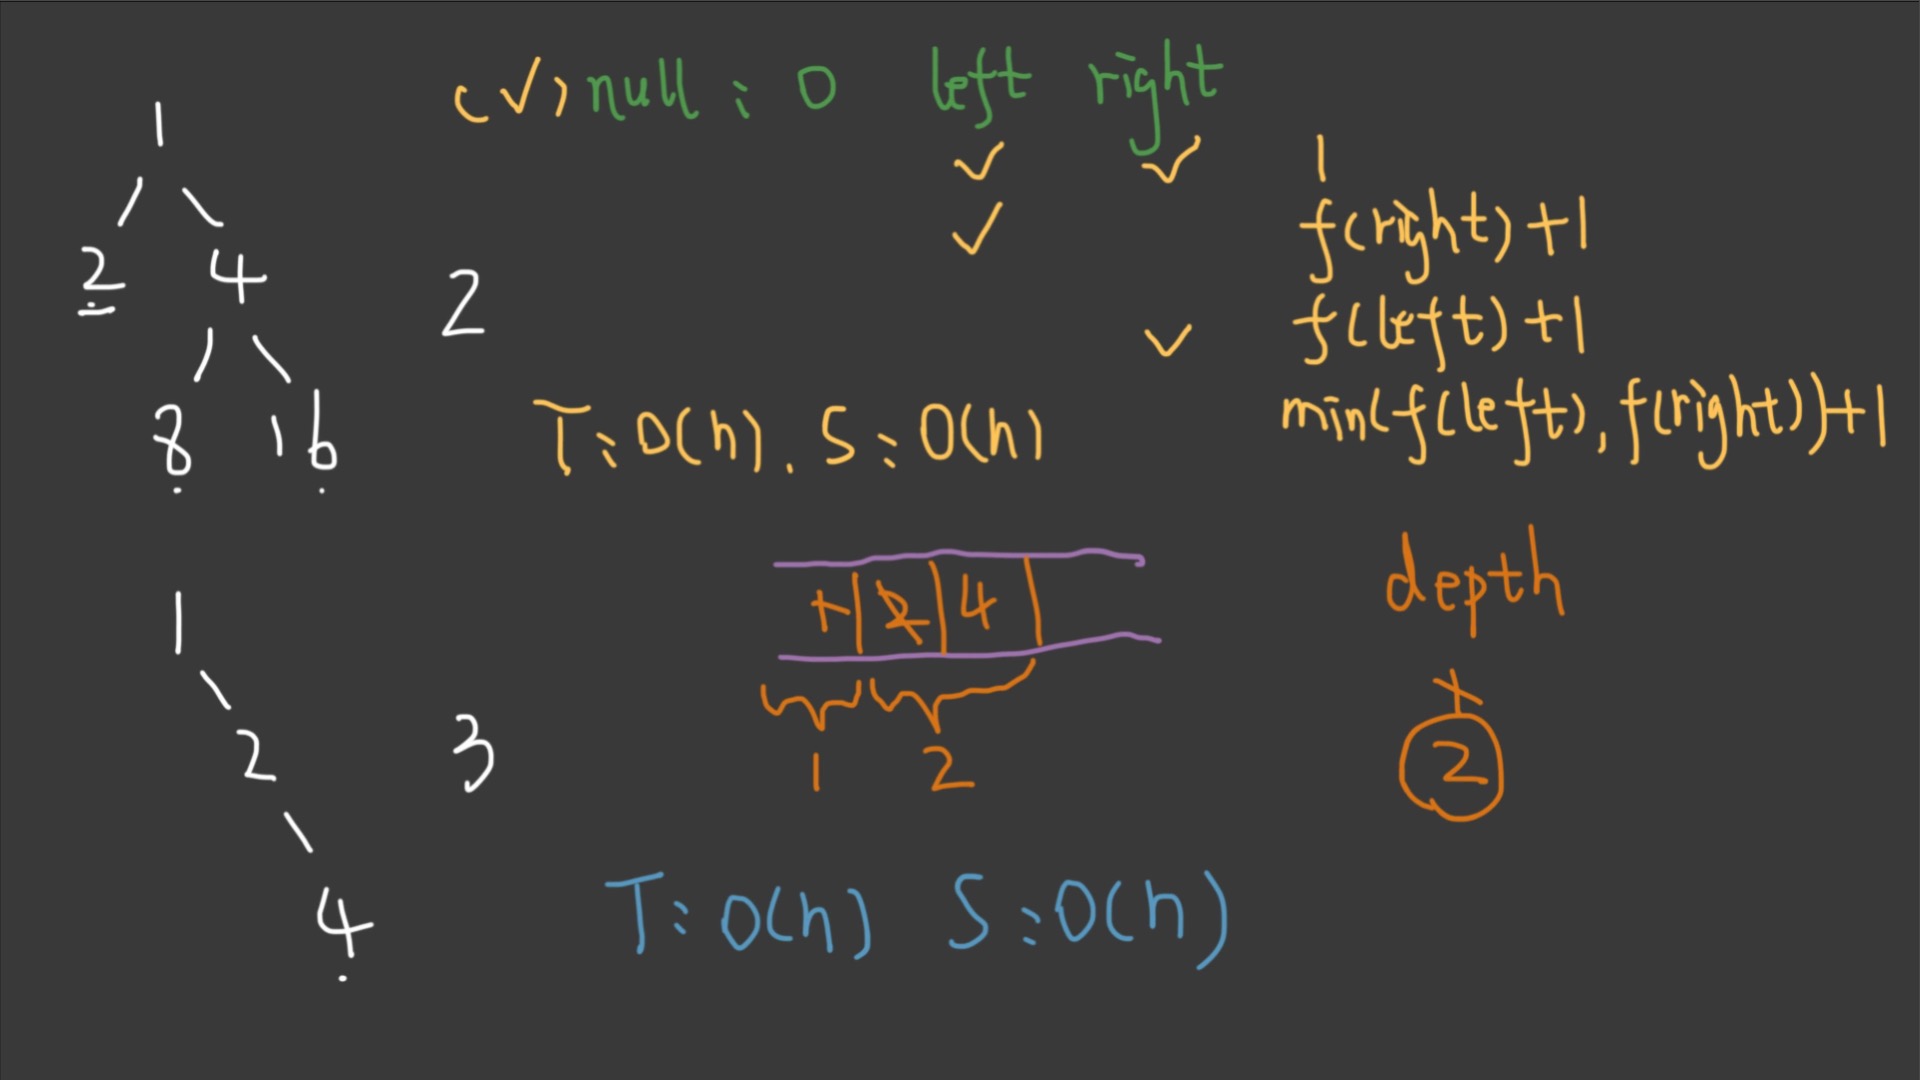 1
2 4
8 16
2
(√) null : 0 left right
✓ ✓ 1
✓ f(right)+1
✓ f(left)+1
min(f(left), f(right))+1
T: O(h), S: O(h)
1 2 4
1 2
depth
1
2
1
2
4
3
T: O(h) S: O(h)